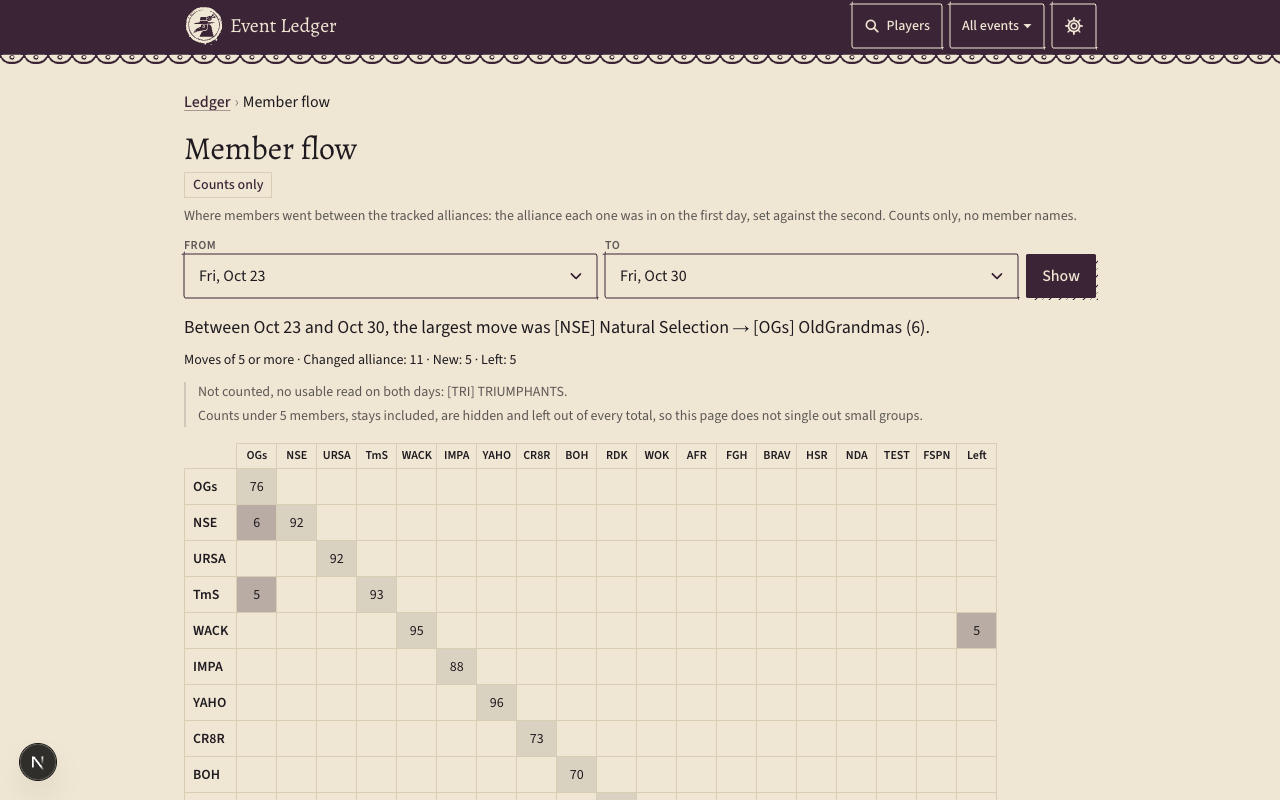 Event Ledger
Players
All events
Ledger › Member flow
Member flow
Counts only
Where members went between the tracked alliances: the alliance each one was in on the first day, set against the second. Counts only, no member names.
FROM
TO
Fri, Oct 23
Fri, Oct 30
Show
Between Oct 23 and Oct 30, the largest move was [NSE] Natural Selection → [OGs] OldGrandmas (6).
Moves of 5 or more · Changed alliance: 11 · New: 5 · Left: 5
Not counted, no usable read on both days: [TRI] TRIUMPHANTS.
Counts under 5 members, stays included, are hidden and left out of every total, so this page does not single out small groups.
OGs NSE URSA TmS WACK IMPA YAHO CR8R BOH RDK WOK AFR FGH BRAV HSR NDA TEST FSPN Left
OGs 76
NSE 6 92
URSA 92
TmS 5 93
WACK 95 5
IMPA 88
YAHO 96
CR8R 73
BOH 70
N